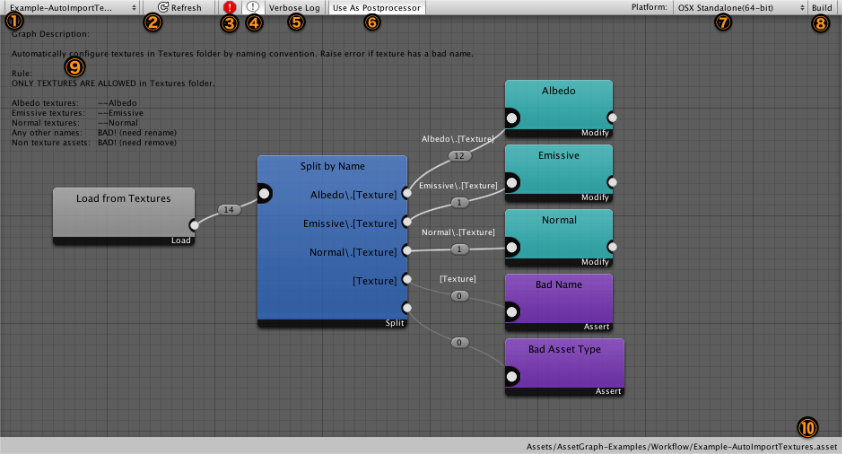 Example-AutoImportTe...
Refresh
Verbose Log
Use As Postprocessor
Platform:
OSX Standalone(64-bit)
Build
①
②
③
④
⑤
⑥
⑦
⑧
Graph Description:
Automatically configure textures in Textures folder by naming convention. Raise error if texture has a bad name.
⑨
Rule:
ONLY TEXTURES ARE ALLOWED in Textures folder.
Albedo textures: ~~Albedo
Emissive textures: ~~Emissive
Normal textures: ~~Normal
Any other names: BAD! (need rename)
Non texture assets: BAD! (need remove)
Load from Textures
Load
14
Split by Name
Albedo\.[Texture]
Emissive\.[Texture]
Normal\.[Texture]
[Texture]
Split
Albedo\.[Texture]
12
Emissive\.[Texture]
1
Normal\.[Texture]
1
[Texture]
0
0
Albedo
Modify
Emissive
Modify
Normal
Modify
Bad Name
Assert
Bad Asset Type
Assert
⑩
Assets/AssetGraph-Examples/Workflow/Example-AutoImportTextures.asset